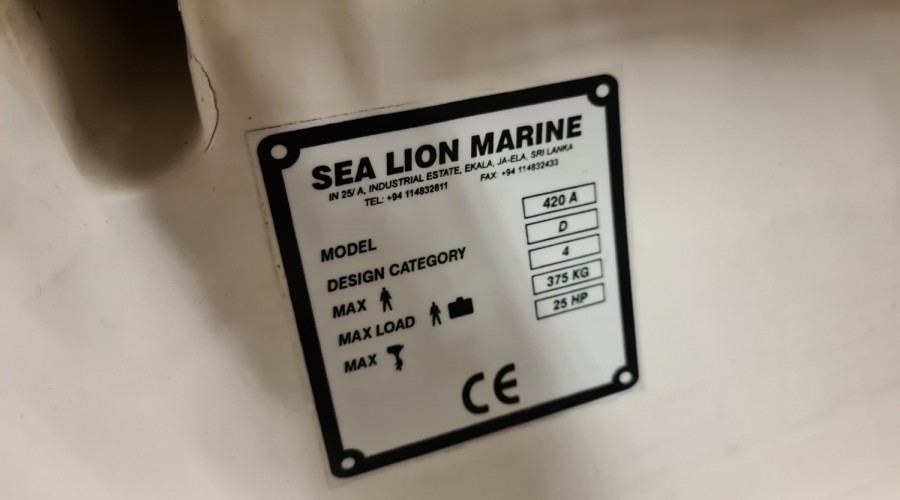 SEA LION MARINE
IN 25/ A, INDUSTRIAL ESTATE, EKALA, JA-ELA, SRI LANKA
TEL: +94 114832811 FAX: +94 114832433
MODEL 420 A
DESIGN CATEGORY D
MAX 4
MAX LOAD 375 KG
MAX 25 HP
CE